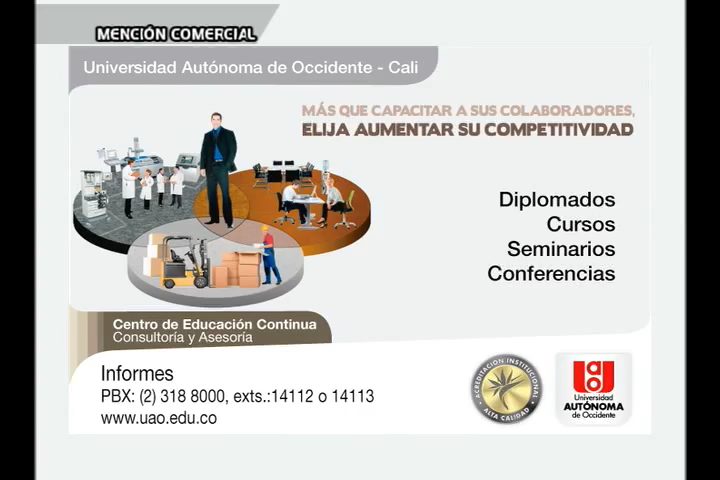 MENCIÓN COMERCIAL
Universidad Autónoma de Occidente - Cali
MÁS QUE CAPACITAR A SUS COLABORADORES,
ELIJA AUMENTAR SU COMPETITIVIDAD
Diplomados
Cursos
Seminarios
Conferencias
Centro de Educación Continua
Consultoría y Asesoría
Informes
PBX: (2) 318 8000, exts.:14112 o 14113
www.uao.edu.co
ACREDITACIÓN INSTITUCIONAL
ALTA CALIDAD
uao
Universidad
AUTÓNOMA
de Occidente